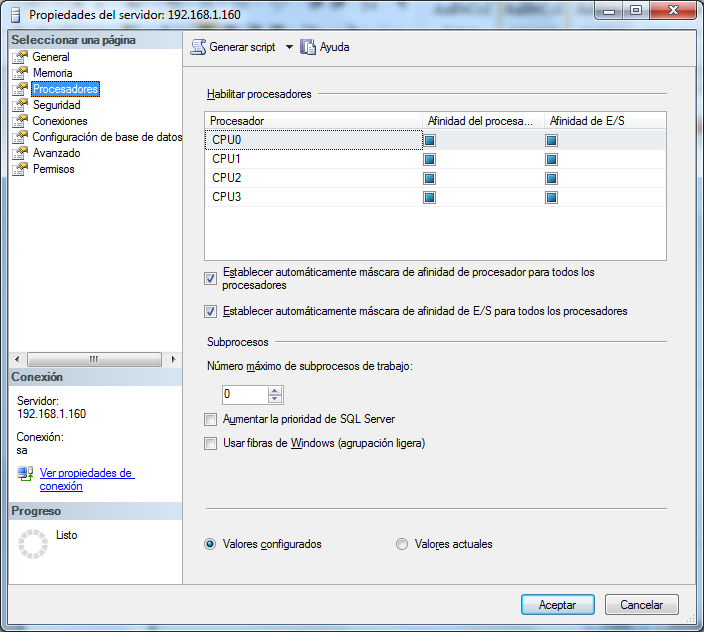 Propiedades del servidor: 192.168.1.160
Seleccionar una página
General
Memoria
Procesadores
Seguridad
Conexiones
Configuración de base de datos
Avanzado
Permisos
Conexión
Servidor:
192.168.1.160
Conexión:
sa
Ver propiedades de
conexión
Progreso
Listo
Generar script
Ayuda
Habilitar procesadores
Procesador Afinidad del procesa... Afinidad de E/S
CPU0
CPU1
CPU2
CPU3
Establecer automáticamente máscara de afinidad de procesador para todos los
procesadores
Establecer automáticamente máscara de afinidad de E/S para todos los procesadores
Subprocesos
Número máximo de subprocesos de trabajo:
0
Aumentar la prioridad de SQL Server
Usar fibras de Windows (agrupación ligera)
Valores configurados
Valores actuales
Aceptar
Cancelar